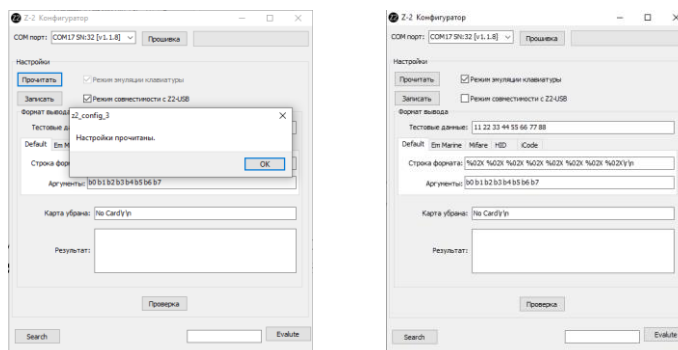 Z-2 Конфигуратор
COM порт: COM17 SN:32 [v1.1.8] Прошивка
Настройки
Прочитать Режим эмуляции клавиатуры
Записать Режим совместимости с Z2-USB
Формат вывода
z2_config_3
Тестовые да
Настройки прочитаны.
Default Em M
OK
Строка фор
Аргументы: b0 b1 b2 b3 b4 b5 b6 b7
Карта убрана: No Card\r\n
Результат:
Проверка
Search Evalute
Z-2 Конфигуратор
COM порт: COM17 SN:32 [v1.1.8] Прошивка
Настройки
Прочитать Режим эмуляции клавиатуры
Записать Режим совместимости с Z2-USB
Формат вывода
Тестовые данные: 11 22 33 44 55 66 77 88
Default Em Marine Mifare HID iCode
Строка формата: %02X %02X %02X %02X %02X %02X %02X %02X\r\n
Аргументы: b0 b1 b2 b3 b4 b5 b6 b7
Карта убрана: No Card\r\n
Результат:
Проверка
Search Evalute